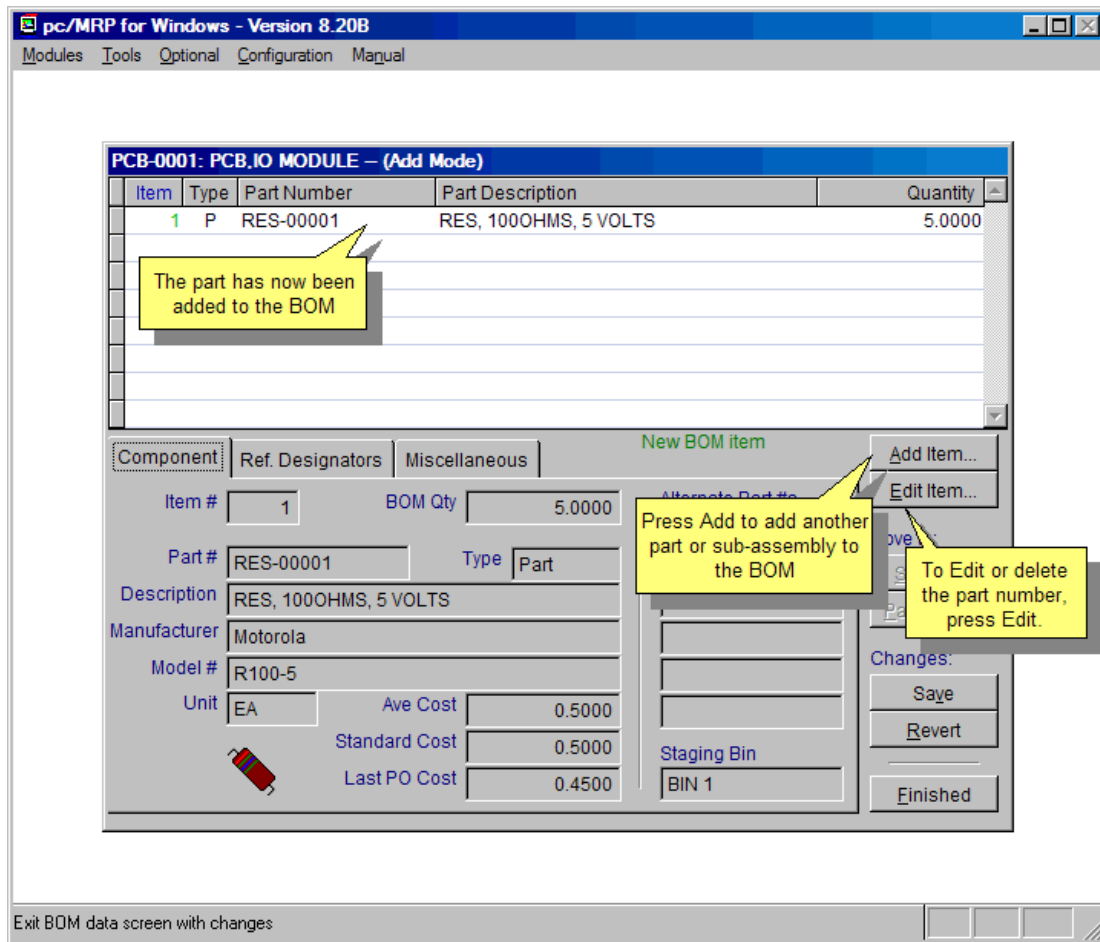 pc/MRP for Windows - Version 8.20B
Modules Tools Optional Configuration Manual
PCB-0001: PCB,IO MODULE -- (Add Mode)
Item Type Part Number Part Description Quantity
1 P RES-00001 RES, 100OHMS, 5 VOLTS 5.0000
The part has now been
added to the BOM
New BOM item
Component Ref. Designators Miscellaneous
Add Item...
Edit Item...
Item # 1 BOM Qty 5.0000
Part # RES-00001 Type Part
Description RES, 100OHMS, 5 VOLTS
Manufacturer Motorola
Model # R100-5
Unit EA Ave Cost 0.5000
Standard Cost 0.5000
Last PO Cost 0.4500
Press Add to add another
part or sub-assembly to
the BOM
To Edit or delete
the part number,
press Edit.
Staging Bin
BIN 1
Changes:
Save
Revert
Finished
Exit BOM data screen with changes